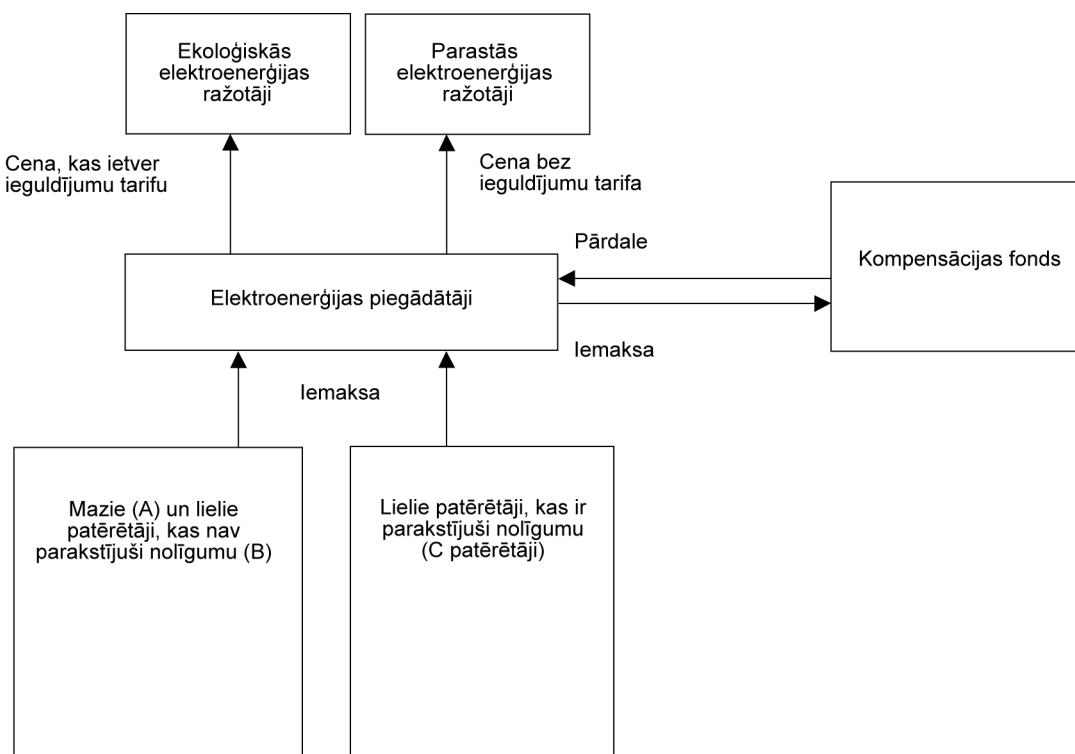 Ekoloģiskās
elektroenerģijas
ražotāji
Parastās
elektroenerģijas
ražotāji
Cena, kas ietver
ieguldījumu tarifu
Cena bez
ieguldījumu tarifa
Pārdale
Kompensācijas fonds
Elektroenerģijas piegādātāji
Iemaksa
Iemaksa
Mazie (A) un lielie
patērētāji, kas nav
parakstījuši nolīgumu (B)
Lielie patērētāji, kas ir
parakstījuši nolīgumu
(C patērētāji)